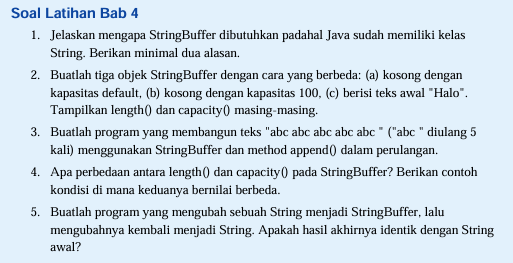 Soal Latihan Bab 4
1. Jelaskan mengapa StringBuffer dibutuhkan padahal Java sudah memiliki kelas
String. Berikan minimal dua alasan.
2. Buatlah tiga objek StringBuffer dengan cara yang berbeda: (a) kosong dengan
kapasitas default, (b) kosong dengan kapasitas 100, (c) berisi teks awal "Halo".
Tampilkan length() dan capacity() masing-masing.
3. Buatlah program yang membangun teks "abc abc abc abc abc " ("abc " diulang 5
kali) menggunakan StringBuffer dan method append() dalam perulangan.
4. Apa perbedaan antara length() dan capacity() pada StringBuffer? Berikan contoh
kondisi di mana keduanya bernilai berbeda.
5. Buatlah program yang mengubah sebuah String menjadi StringBuffer, lalu
mengubahnya kembali menjadi String. Apakah hasil akhirnya identik dengan String
awal?